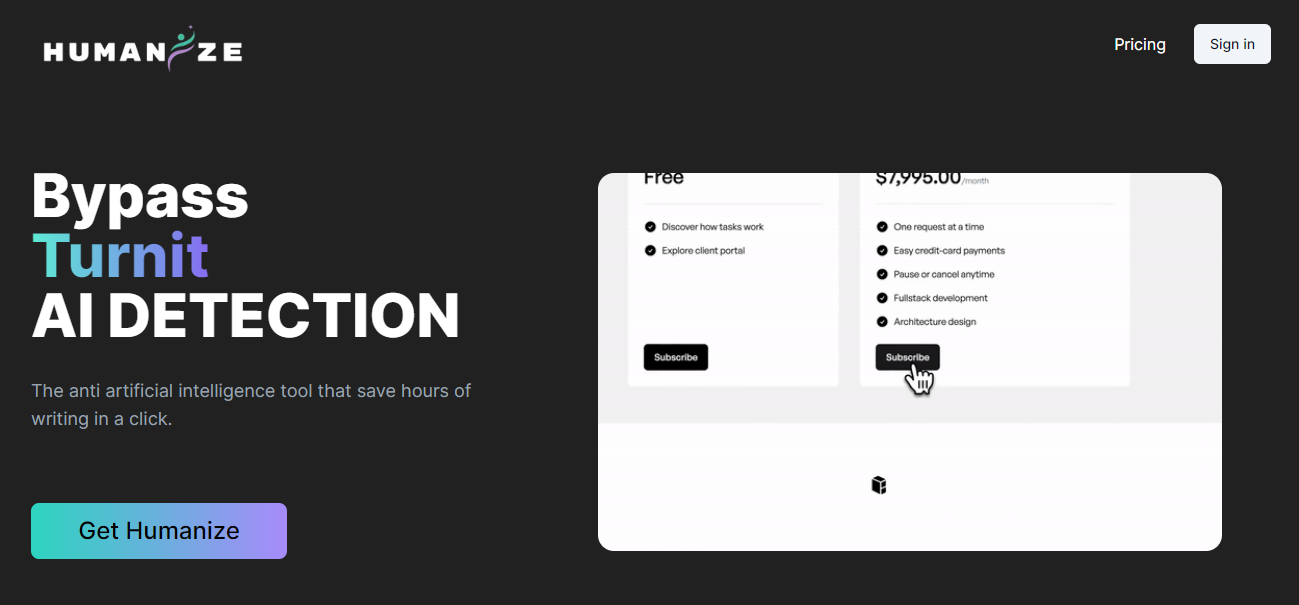 HUMANIZE
Pricing
Sign in
Bypass
Turnit
AI DETECTION
The anti artificial intelligence tool that save hours of
writing in a click.
Get Humanize
Free
Discover how tasks work
Explore client portal
Subscribe
$7,995.00/month
One request at a time
Easy credit-card payments
Pause or cancel anytime
Fullstack development
Architecture design
Subscribe